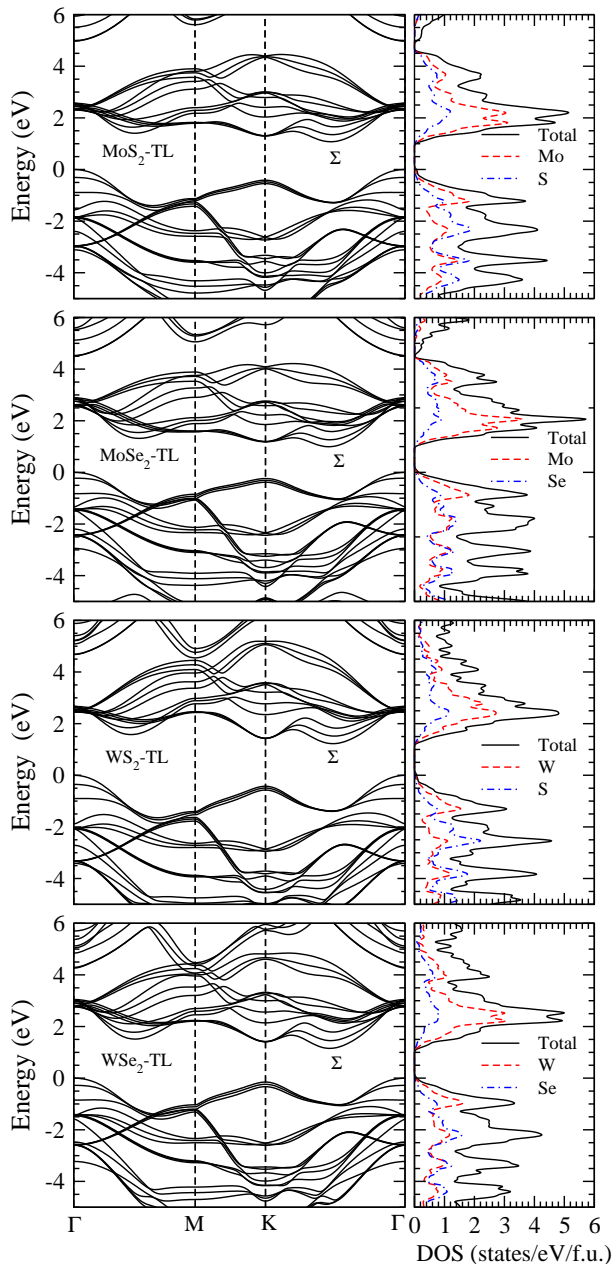 6
4
2
0
-2
-4
Energy (eV)
MoS2-TL
Σ
Total
Mo
S
6
4
2
0
-2
-4
Energy (eV)
MoSe2-TL
Σ
Total
Mo
Se
6
4
2
0
-2
-4
Energy (eV)
WS2-TL
Σ
Total
W
S
6
4
2
0
-2
-4
Energy (eV)
WSe2-TL
Σ
Total
W
Se
Γ M K Γ
0 1 2 3 4 5 6
DOS (states/eV/f.u.)